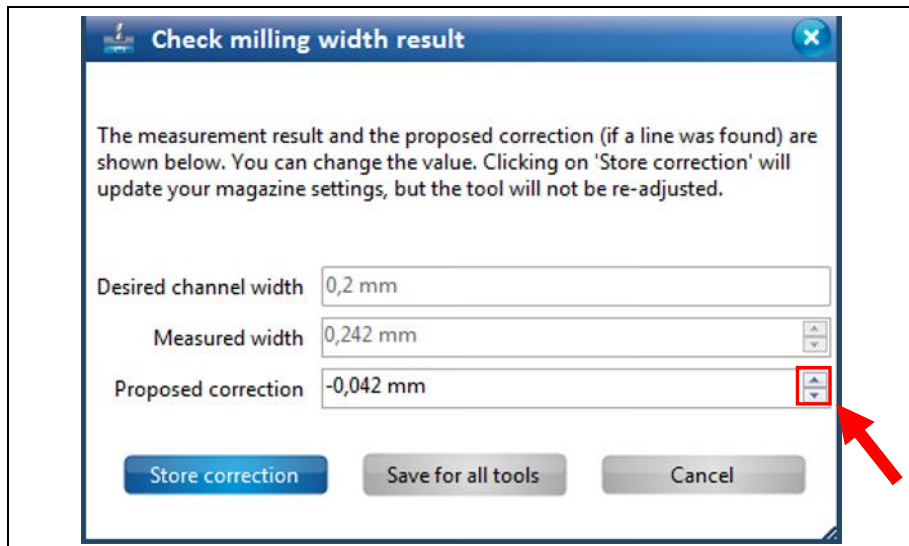 Check milling width result
The measurement result and the proposed correction (if a line was found) are
shown below. You can change the value. Clicking on 'Store correction' will
update your magazine settings, but the tool will not be re-adjusted.
Desired channel width 0,2 mm
Measured width 0,242 mm
Proposed correction -0,042 mm
Store correction Save for all tools Cancel